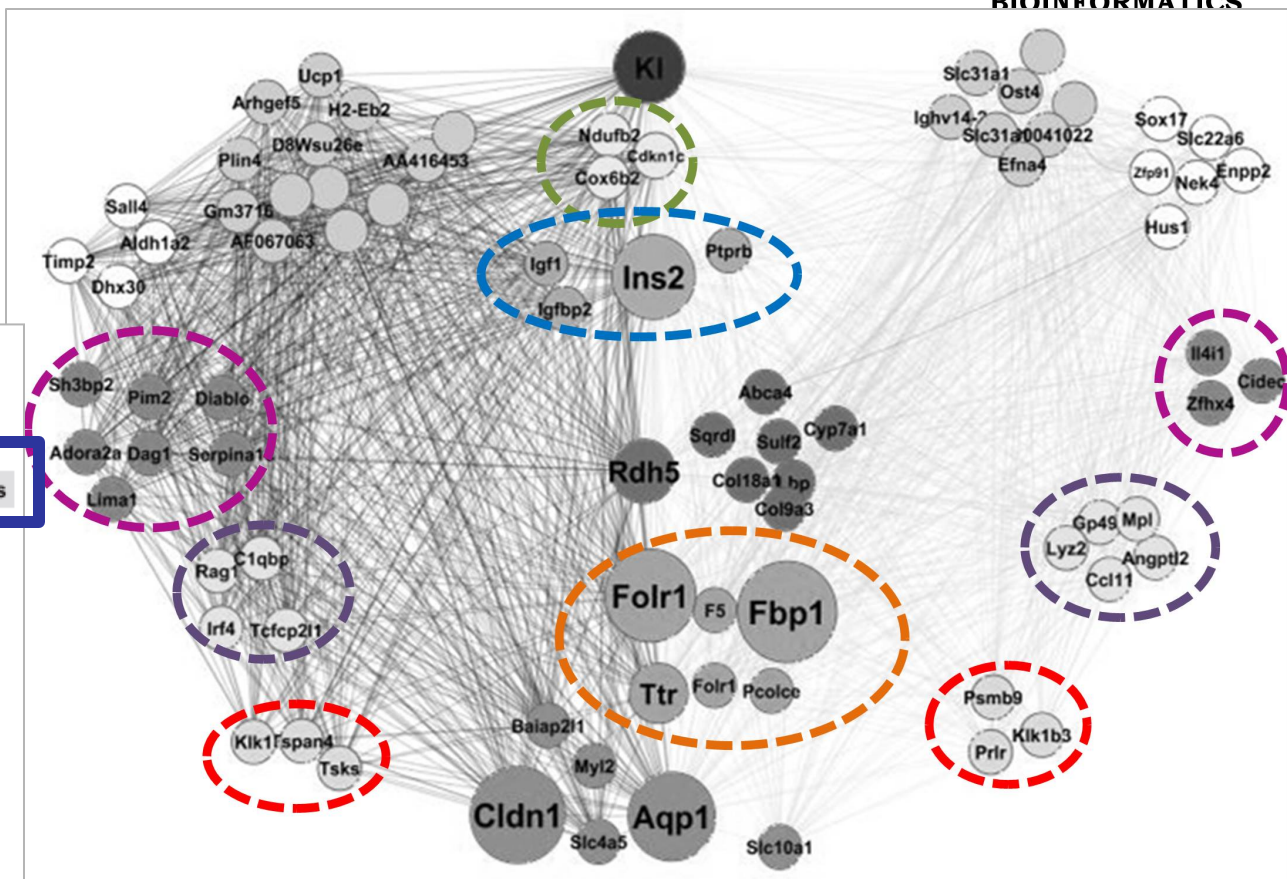 BIOINFORMATICS
Kl
Ucp1
Arhgef5
H2-Eb2
D8Wsu26e
Plin4
AA416453
Gm3716
AF067063
Sall4
Aldh1a2
Timp2
Dhx30
Ndufb2
Cdkn1c
Cox6b2
Igf1
Ins2
Ptprb
Igfbp2
Slc31a1
Ost4
Efna4
Sox17
Slc22a6
Zfp91
Nek4
Enpp2
Hus1
Sh3bp2
Pim2
Diablo
Adora2a
Dag1
Lima1
s
Il4i1
Cidec
Zfhx4
Abca4
Sqrdl
Sulf2
Cyp7a1
Rdh5
Col18a1
Col9a3
Rag1
C1qbp
Irf4
Tcfcp2l1
Gp49
Mpl
Lyz2
Angptl2
Ccl11
Folr1
F5
Fbp1
Ttr
Folr1
Pcolce
Klk1
Tspan4
Tsks
Psmb9
Klk1b3
Prlr
Baiap2l1
Myl2
Cldn1
Aqp1
Slc4a5
Slc10a1